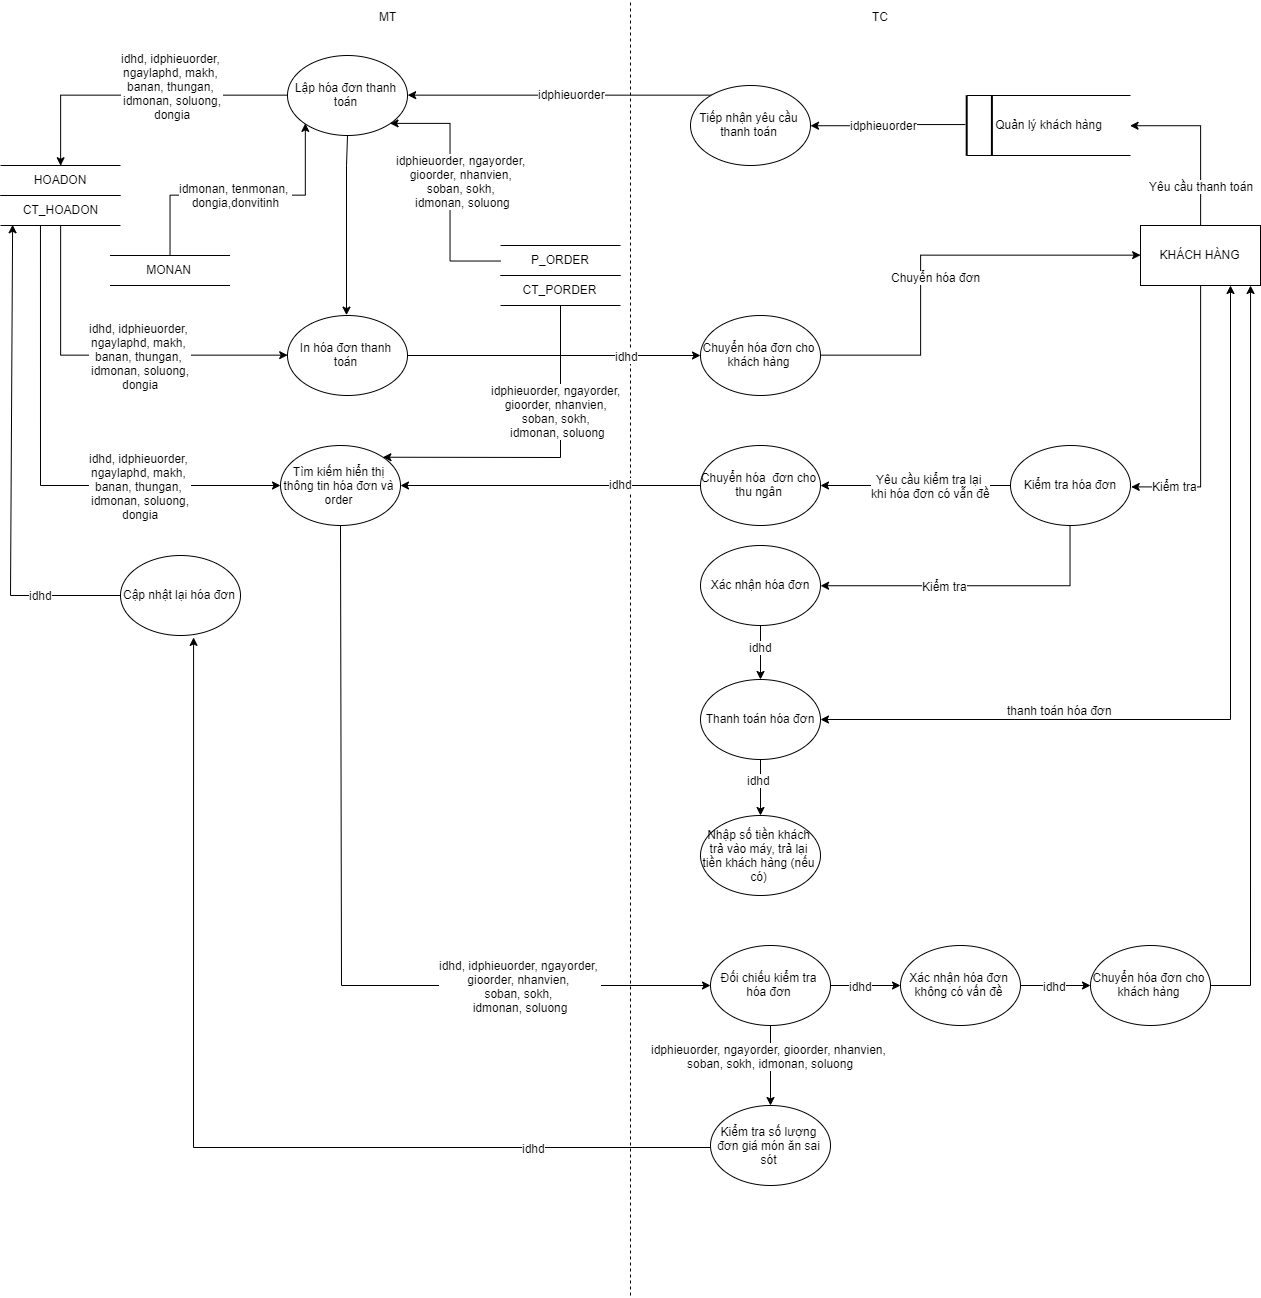 MT
TC
idhd, idphieuorder,
ngaylaphd, makh,
banan, thungan,
idmonan, soluong,
dongia
Lập hóa đơn thanh
toán
idphieuorder
Tiếp nhận yêu cầu
thanh toán
idphieuorder
Quản lý khách hàng
HOADON
CT_HOADON
idmonan, tenmonan,
dongia,donvitinh
idphieuorder, ngayorder,
gioorder, nhanvien,
soban, sokh,
idmonan, soluong
Yêu cầu thanh toán
MONAN
P_ORDER
CT_PORDER
KHÁCH HÀNG
Chuyển hóa đơn
idhd, idphieuorder,
ngaylaphd, makh,
banan, thungan,
idmonan, soluong,
dongia
In hóa đơn thanh
toán
idhd
Chuyển hóa đơn cho
khách hàng
idphieuorder, ngayorder,
gioorder, nhanvien,
soban, sokh,
idmonan, soluong
idhd, idphieuorder,
ngaylaphd, makh,
banan, thungan,
idmonan, soluong,
dongia
Tìm kiếm hiển thị
thông tin hóa đơn và
order
idhd
Chuyển hóa  đơn cho
thu ngân
Yêu cầu kiểm tra lại
khi hóa đơn có vẫn đề
Kiểm tra hóa đơn
Kiểm tra
idhd
Cập nhật lại hóa đơn
Xác nhận hóa đơn
Kiểm tra
idhd
Thanh toán hóa đơn
thanh toán hóa đơn
idhd
Nhập số tiền khách
trả vào máy, trả lại
tiền khách hàng (nếu
có)
idhd, idphieuorder, ngayorder,
gioorder, nhanvien,
soban, sokh,
idmonan, soluong
Đối chiếu kiểm tra
hóa đơn
idhd
Xác nhận hóa đơn
không có vấn đề
idhd
Chuyển hóa đơn cho
khách hàng
idphieuorder, ngayorder, gioorder, nhanvien,
soban, sokh, idmonan, soluong
Kiểm tra số lượng
đơn giá món ăn sai
sót
idhd